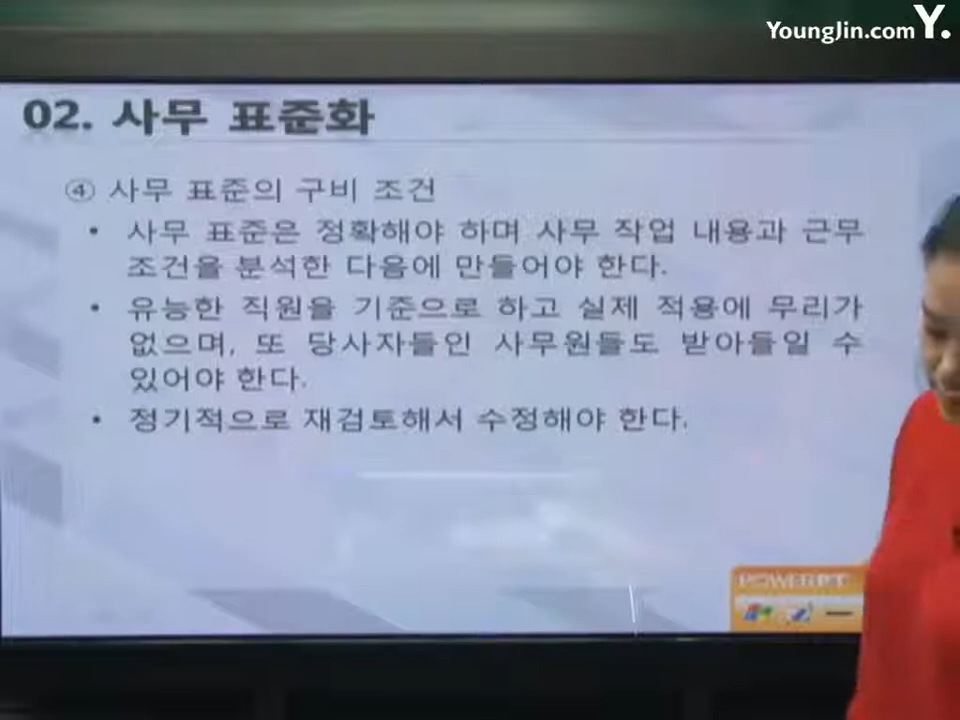 YoungJin.com Y.
02. 사무 표준화
④ 사무 표준의 구비 조건
• 사무 표준은 정확해야 하며 사무 작업 내용과 근무
조건을 분석한 다음에 만들어야 한다.
• 유능한 직원을 기준으로 하고 실제 적용에 무리가
없으며, 또 당사자들인 사무원들도 받아들일 수
있어야 한다.
• 정기적으로 재검토해서 수정해야 한다.
POWERPT